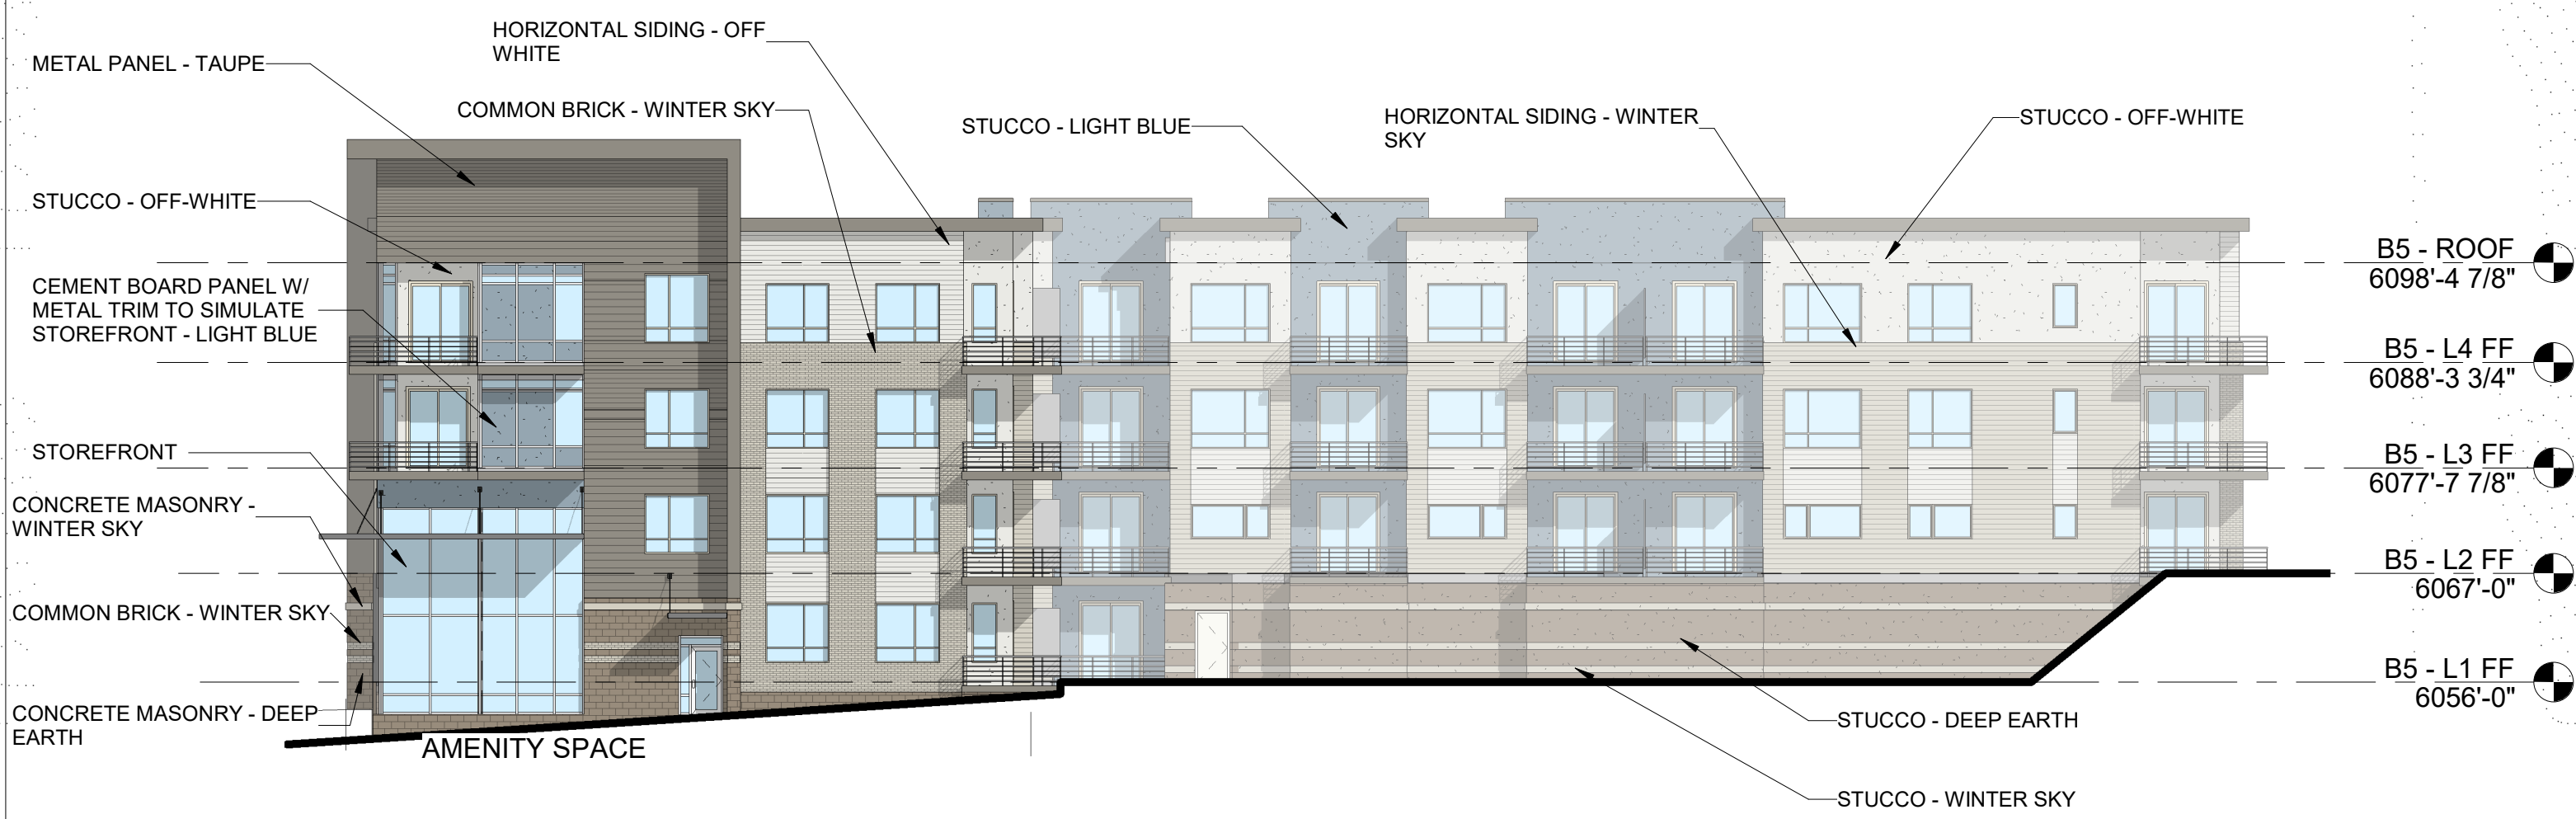 HORIZONTAL SIDING - OFF
WHITE
METAL PANEL - TAUPE
COMMON BRICK - WINTER SKY
STUCCO - LIGHT BLUE
HORIZONTAL SIDING - WINTER
SKY
STUCCO - OFF-WHITE
STUCCO - OFF-WHITE
CEMENT BOARD PANEL W/
METAL TRIM TO SIMULATE
STOREFRONT - LIGHT BLUE
STOREFRONT
CONCRETE MASONRY -
WINTER SKY
COMMON BRICK - WINTER SKY
CONCRETE MASONRY - DEEP
EARTH
AMENITY SPACE
B5 - ROOF
6098'-4 7/8"
B5 - L4 FF
6088'-3 3/4"
B5 - L3 FF
6077'-7 7/8"
B5 - L2 FF
6067'-0"
B5 - L1 FF
6056'-0"
STUCCO - DEEP EARTH
STUCCO - WINTER SKY